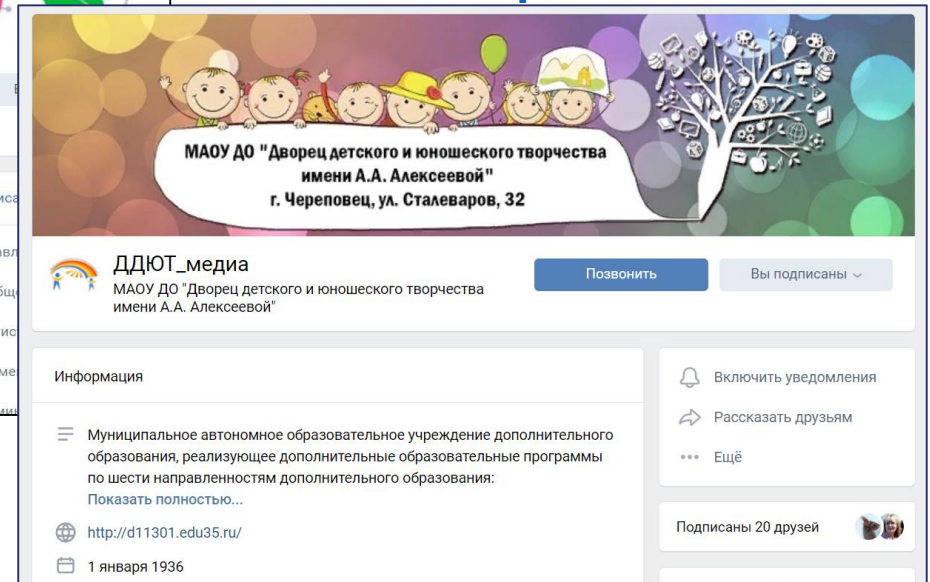 МАОУ ДО "Дворец детского и юношеского творчества
имени А.А. Алексеевой"
г. Череповец, ул. Сталеваров, 32
ДДЮТ_медиа
МАОУ ДО "Дворец детского и юношеского творчества
имени А.А. Алексеевой"
Позвонить
Вы подписаны
Информация
Муниципальное автономное образовательное учреждение дополнительного
образования, реализующее дополнительные образовательные программы
по шести направленностям дополнительного образования:
Показать полностью...
http://d11301.edu35.ru/
1 января 1936
Включить уведомления
Рассказать друзьям
Ещё
Подписаны 20 друзей